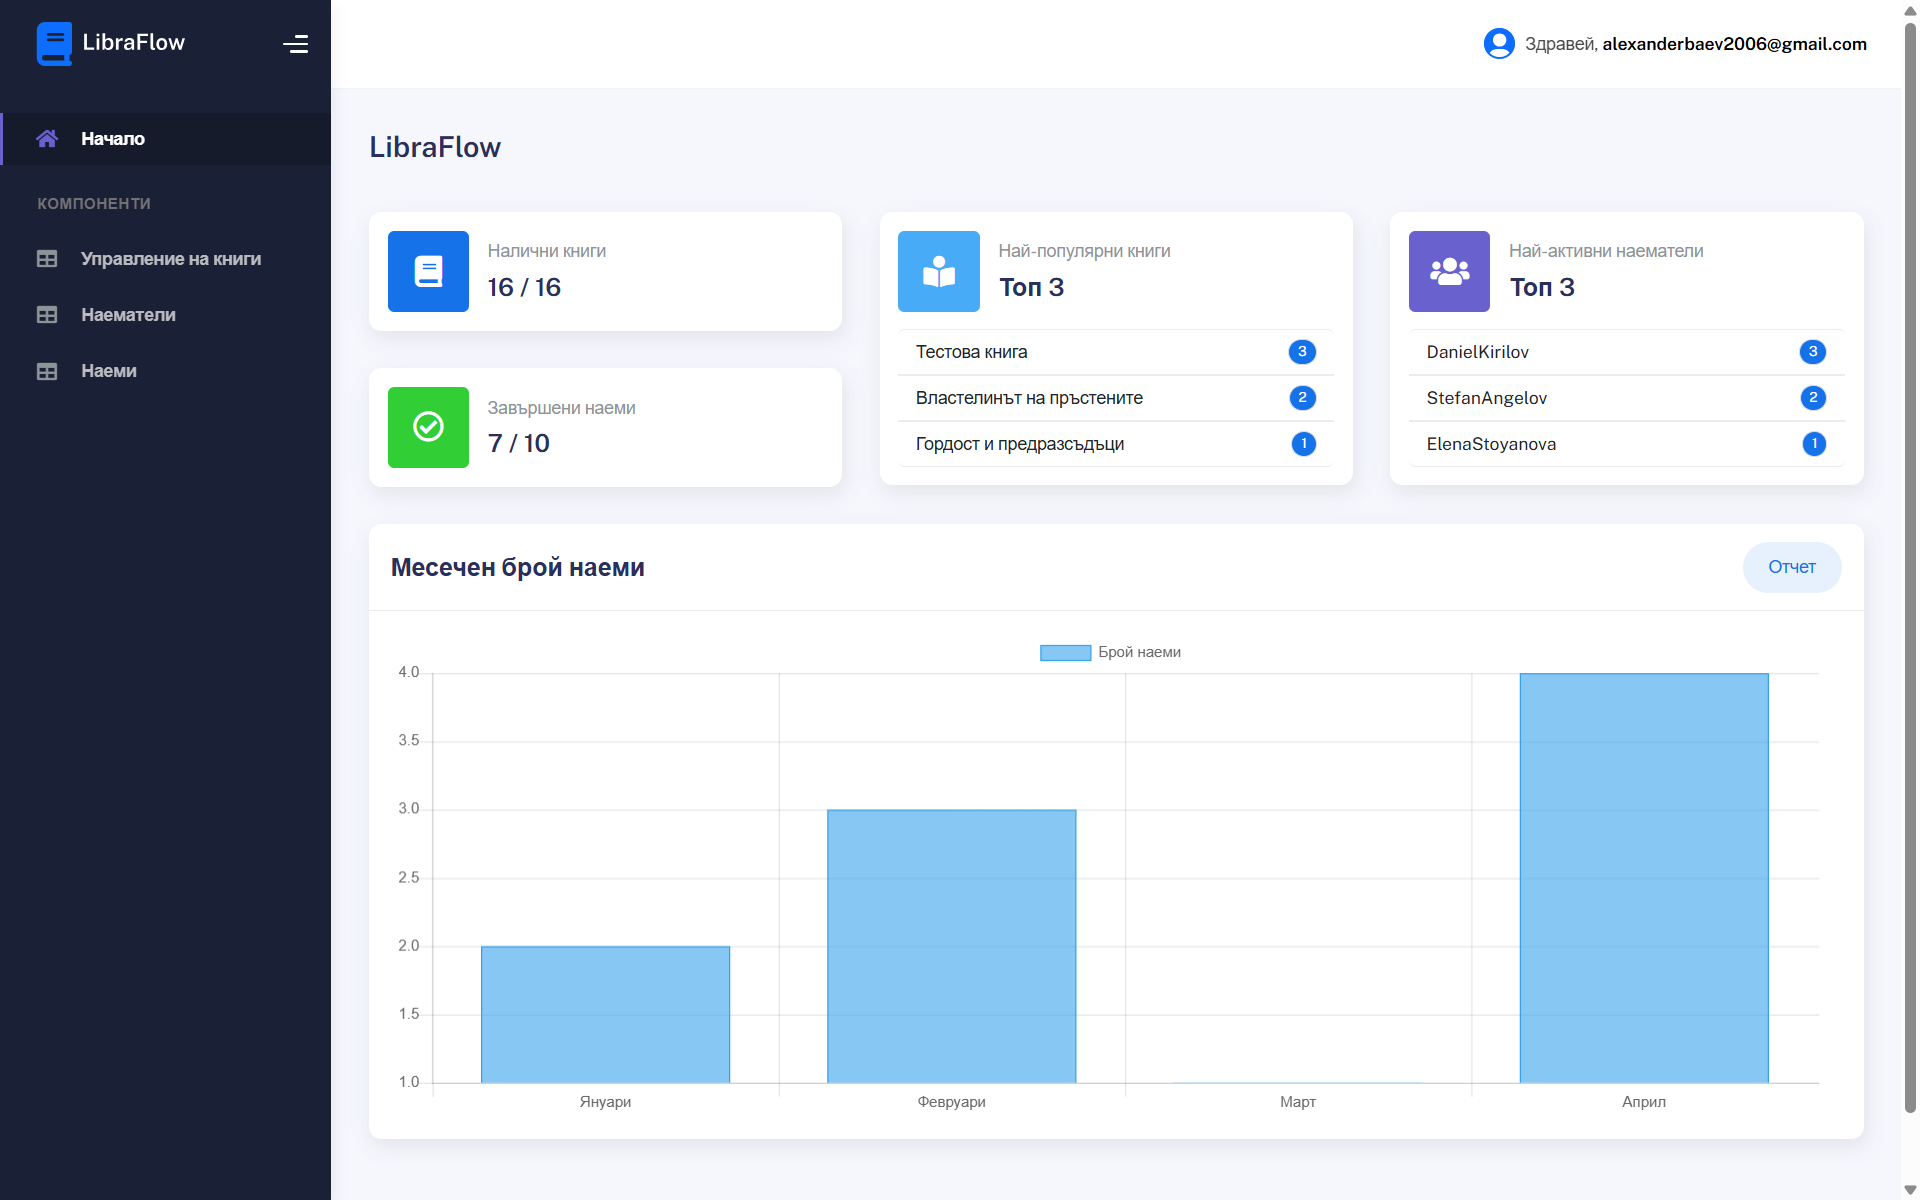 LibraFlow
Здравей, alexanderbaev2006@gmail.com
Начало
КОМПОНЕНТИ
Управление на книги
Наематели
Наеми
LibraFlow
Налични книги
16 / 16
Завършени наеми
7 / 10
Най-популярни книги
Топ 3
Тестова книга 3
Властелинът на пръстените 2
Гордост и предразсъдъци 1
Най-активни наематели
Топ 3
DanielKirilov 3
StefanAngelov 2
ElenaStoyanova 1
Месечен брой наеми
Отчет
Брой наеми
4.0
3.5
3.0
2.5
2.0
1.5
1.0
Януари Февруари Март Април